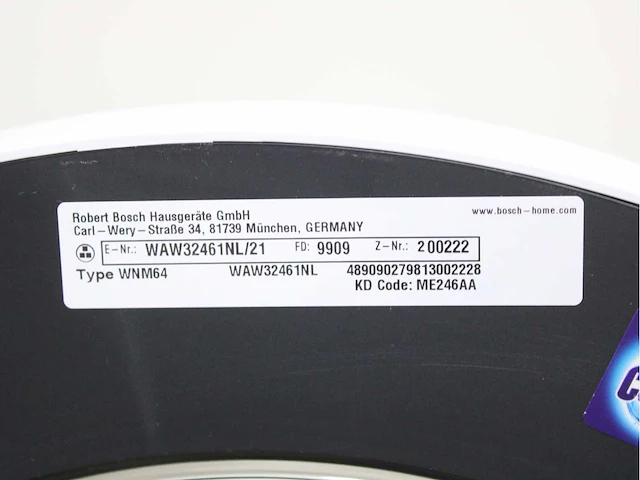 Robert Bosch Hausgeräte GmbH
www.bosch-home.com
Carl-Wery-Straße 34, 81739 München, GERMANY
E-Nr.: WAW32461NL/21 FD: 9909 Z-Nr.: 200222
Type WNM64 WAW32461NL 489090279813002228
KD Code: ME246AA